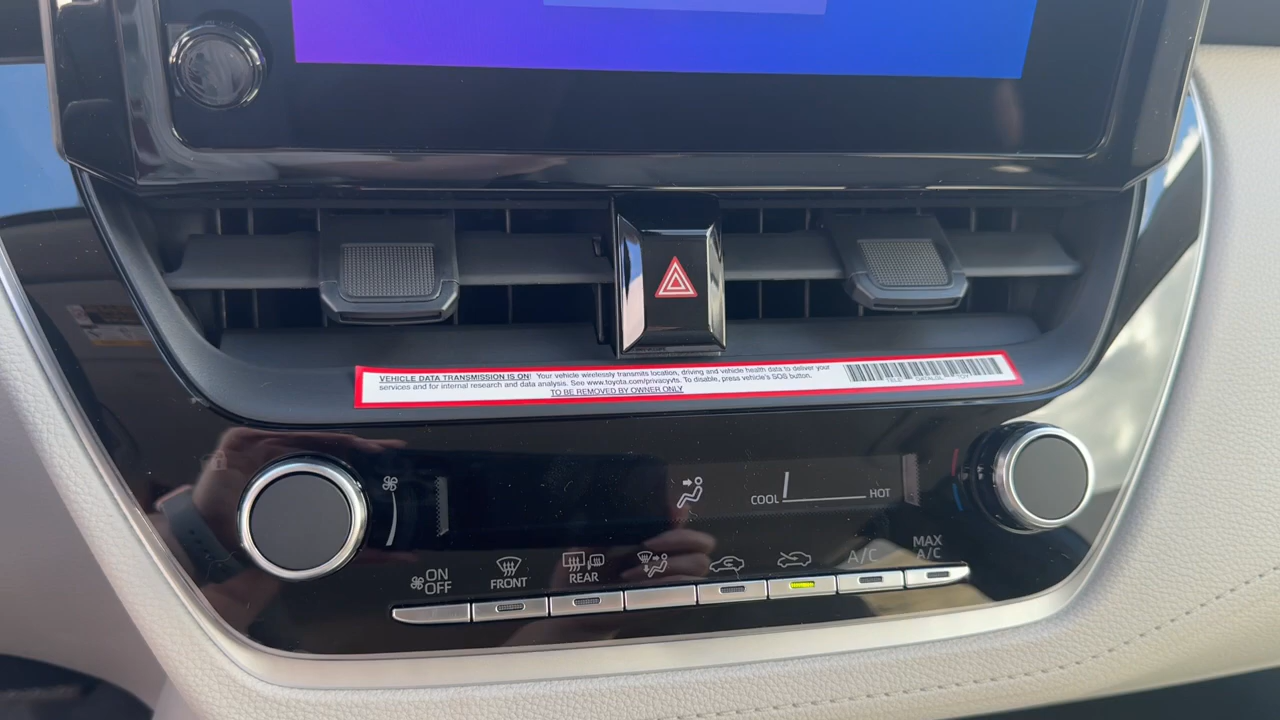 VEHICLE DATA TRANSMISSION IS ON! Your vehicle wirelessly transmits location, driving and vehicle health data to deliver your
services and for internal research and data analysis. See www.toyota.com/privacyvts. To disable, press vehicle's SOS button.
TO BE REMOVED BY OWNER ONLY
COOL
HOT
ON
OFF
FRONT
REAR
A/C
MAX
A/C